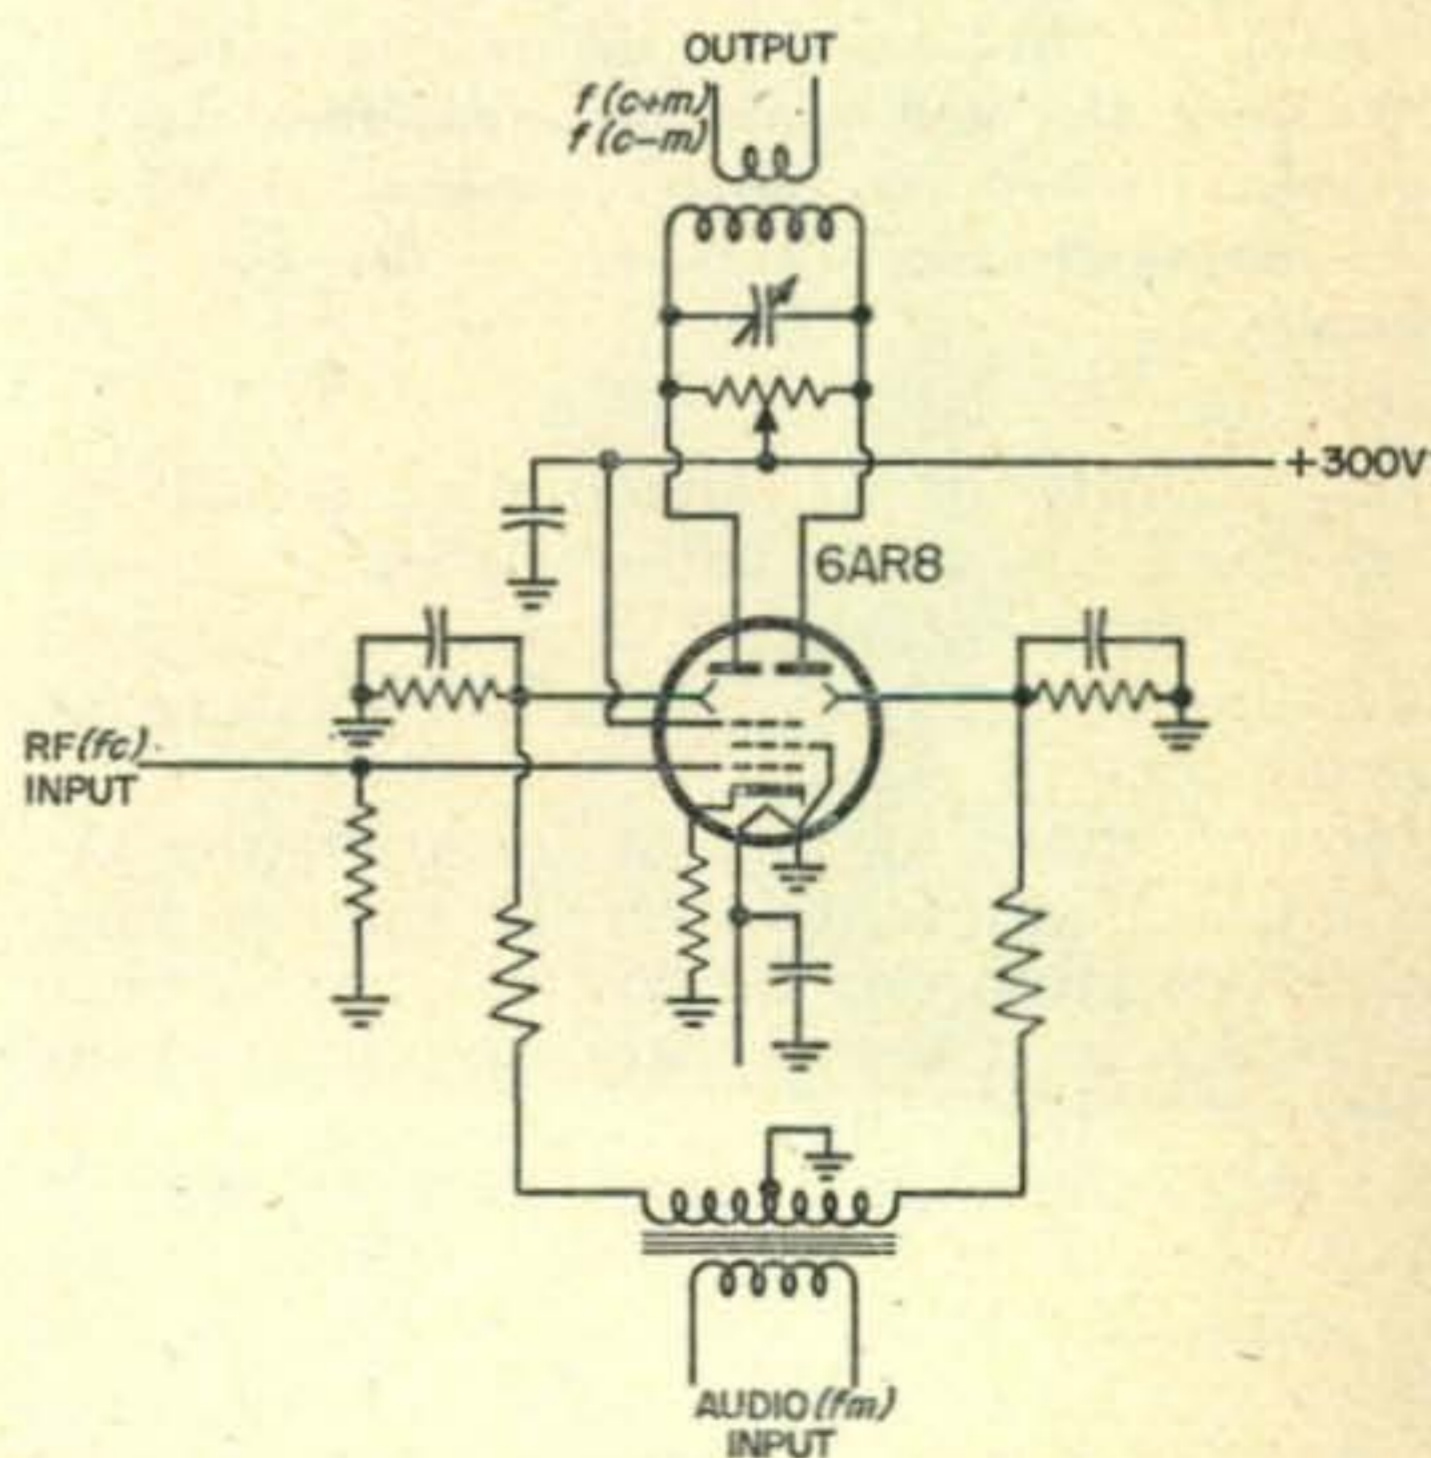 OUTPUT
f(c+m)
f(c−m)
+300V
6AR8
RF(fc)
INPUT
AUDIO(fm)
INPUT